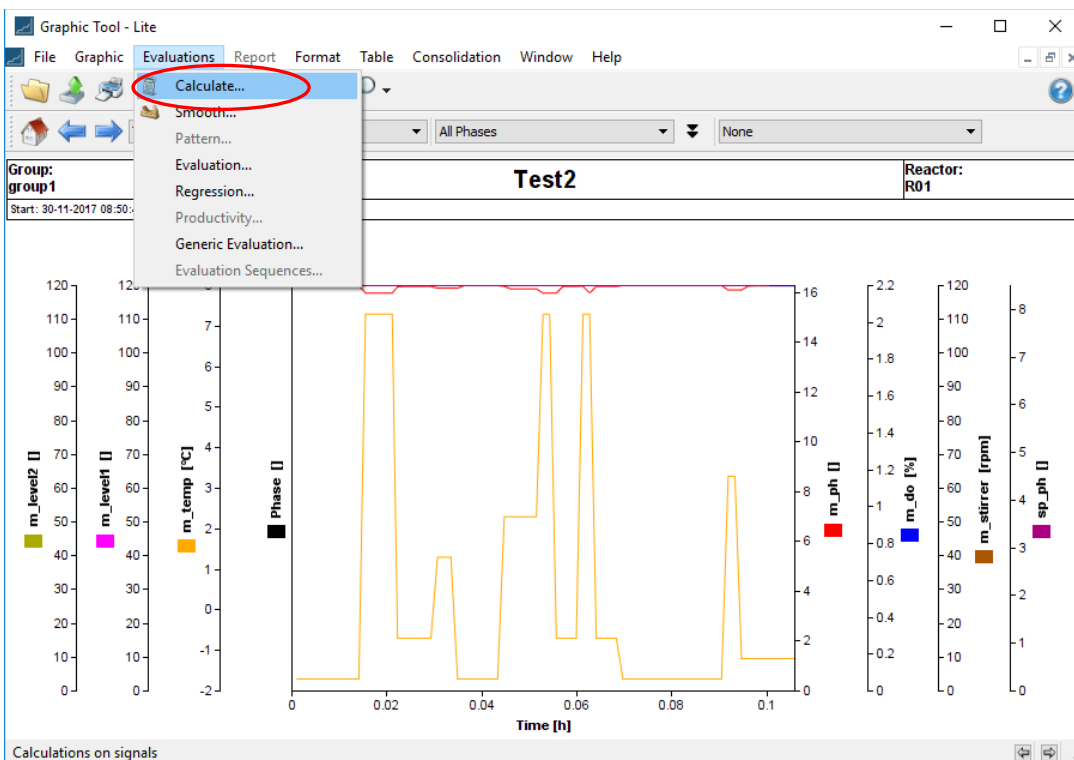 Graphic Tool - Lite
File Graphic Evaluations Report Format Table Consolidation Window Help
Calculate...
Smooth...
Pattern...
Evaluation...
Regression...
Productivity...
Generic Evaluation...
Evaluation Sequences...
All Phases
None
Group:
group1
Test2
Reactor:
R01
Start: 30-11-2017 08:50:
120
110
100
90
80
70
60
50
40
30
20
10
0
m_level2 []
110
100
90
80
70
60
50
40
30
20
10
0
m_level1 []
7
6
5
4
3
2
1
0
-1
-2
m_temp [°C]
Phase []
16
14
12
10
8
6
4
2
0
m_ph []
2.2
2
1.8
1.6
1.4
1.2
1
0.8
0.6
0.4
0.2
0
m_do [%]
120
110
100
90
80
70
60
50
40
30
20
10
0
m_stirrer [rpm]
8
7
6
5
4
3
2
1
0
sp_ph []
0 0.02 0.04 0.06 0.08 0.1
Time [h]
Calculations on signals